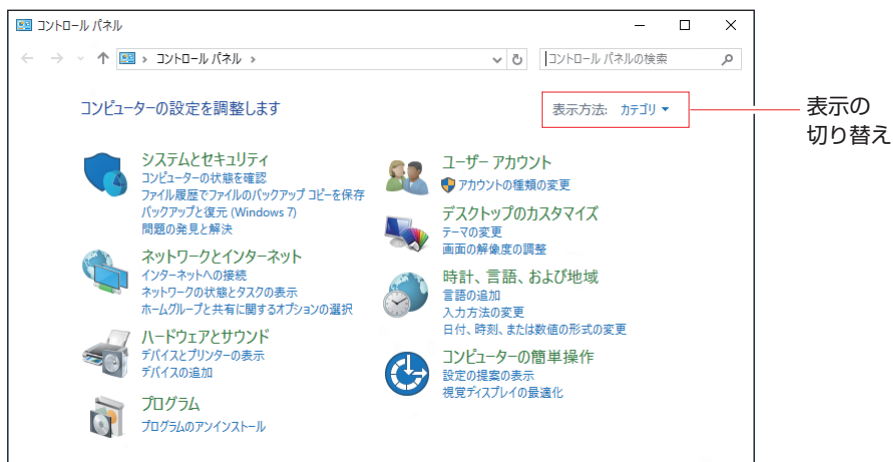 コントロール パネル
コントロール パネル
コントロール パネルの検索
コンピューターの設定を調整します
表示方法: カテゴリ
表示の
切り替え
システムとセキュリティ
コンピューターの状態を確認
ファイル履歴でファイルのバックアップ コピーを保存
バックアップと復元 (Windows 7)
問題の発見と解決
ネットワークとインターネット
インターネットへの接続
ネットワークの状態とタスクの表示
ホームグループと共有に関するオプションの選択
ハードウェアとサウンド
デバイスとプリンターの表示
デバイスの追加
プログラム
プログラムのアンインストール
ユーザー アカウント
アカウントの種類の変更
デスクトップのカスタマイズ
テーマの変更
画面の解像度の調整
時計、言語、および地域
言語の追加
入力方法の変更
日付、時刻、または数値の形式の変更
コンピューターの簡単操作
設定の提案の表示
視覚ディスプレイの最適化